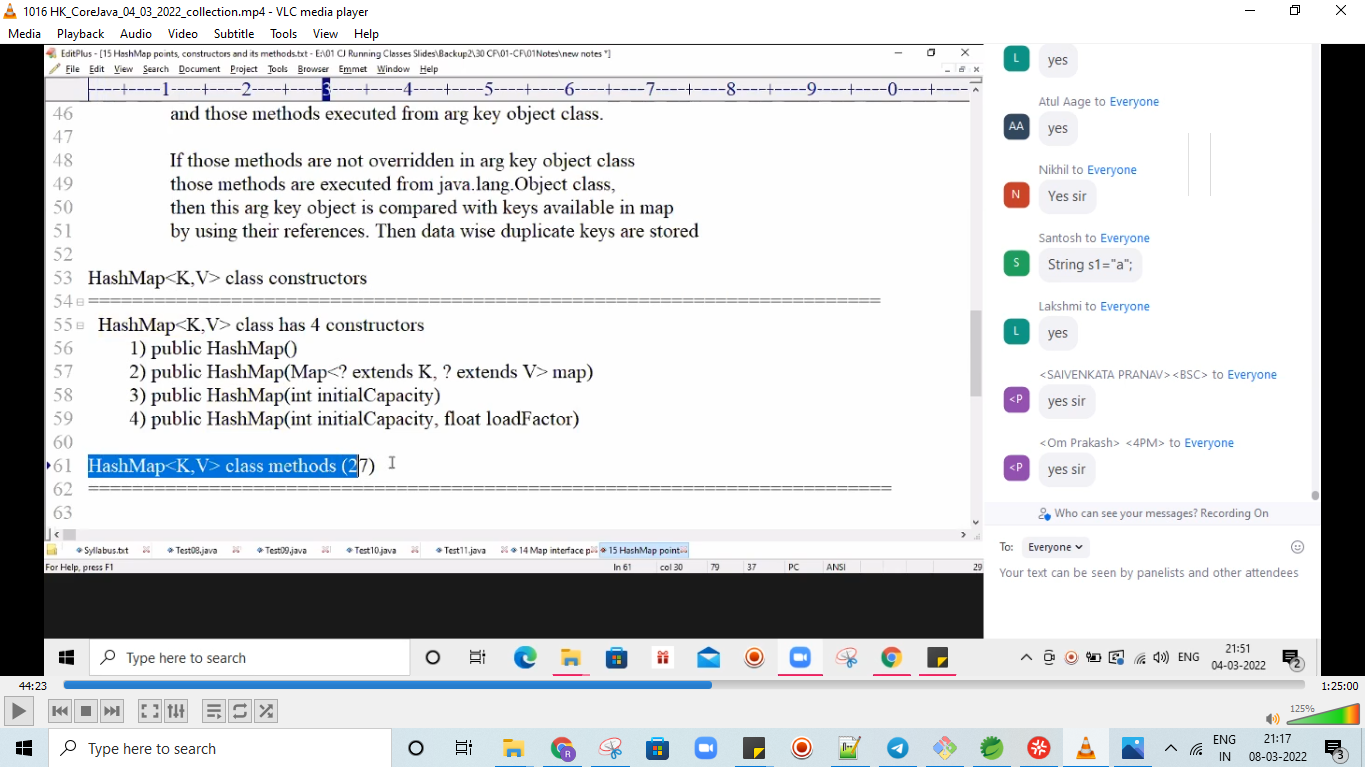 1016 HK_CoreJava_04_03_2022_collection.mp4 - VLC media player
Media Playback Audio Video Subtitle Tools View Help
EditPlus - [15 HashMap points, constructors and its methods.txt - E:\01 CJ Running Classes Slides\Backup2\30 CF\01-CF\01Notes\new notes *]
File Edit View Search Document Project Tools Browser Emmet Window Help
----+----1----+----2----+----3----+----4----+----5----+----6----+----7----+----8----+----9----+----0----+----
46 and those methods executed from arg key object class.
47
48 If those methods are not overridden in arg key object class
49 those methods are executed from java.lang.Object class,
50 then this arg key object is compared with keys available in map
51 by using their references. Then data wise duplicate keys are stored
52
53 HashMap<K,V> class constructors
54 ========================================================================
55 HashMap<K,V> class has 4 constructors
56 1) public HashMap()
57 2) public HashMap(Map<? extends K, ? extends V> map)
58 3) public HashMap(int initialCapacity)
59 4) public HashMap(int initialCapacity, float loadFactor)
60
61 HashMap<K,V> class methods (27)
62 =========================================================================
63
Syllabus.txt Test08.java Test09.java Test10.java Test11.java 14 Map interface p 15 HashMap point
For Help, press F1 ln 61 col 30 79 37 PC ANSI 29
L yes
Atul Aage to Everyone
AA yes
Nikhil to Everyone
N Yes sir
Santosh to Everyone
S String s1="a";
Lakshmi to Everyone
L yes
<SAIVENKATA PRANAV><BSC> to Everyone
<P yes sir
<Om Prakash> <4PM> to Everyone
<P yes sir
Who can see your messages? Recording On
To: Everyone
Your text can be seen by panelists and other attendees
Type here to search
ENG
21:51
04-03-2022
2
44:23
1:25:00
125%
Type here to search
R
ENG
IN
21:17
08-03-2022
3